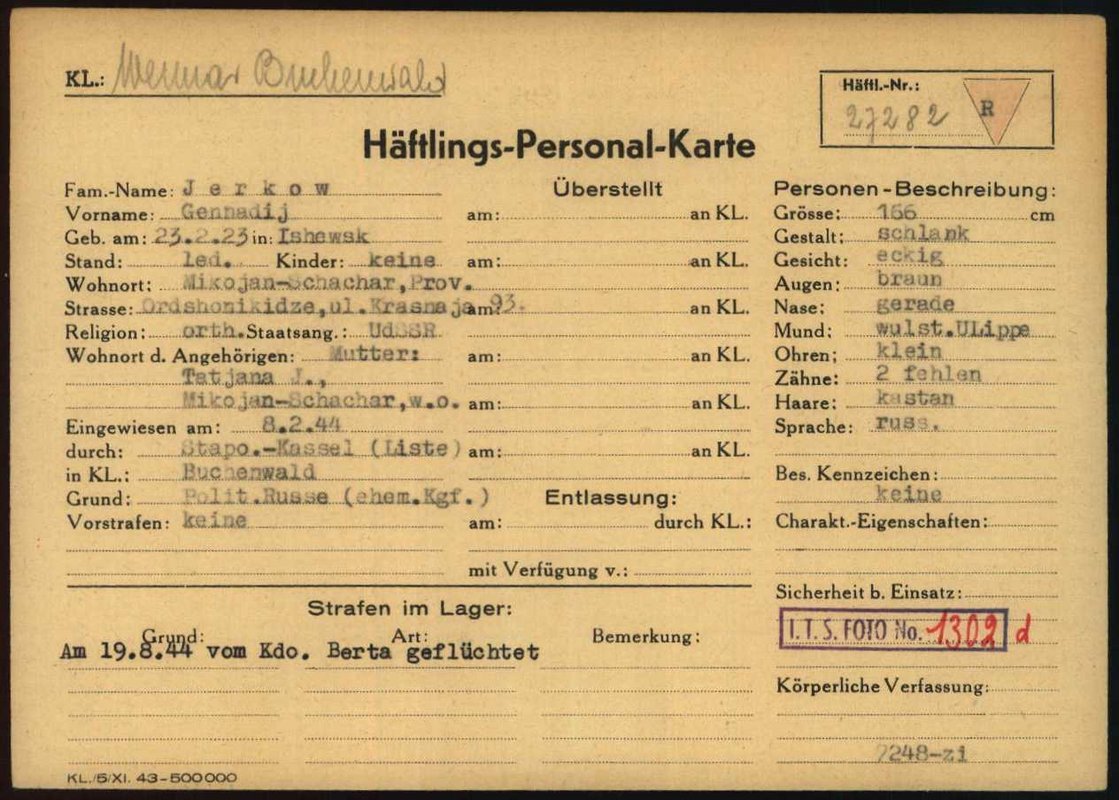 KL.: Weimar Buchenwald
Häftl.-Nr.:
27282
R
Häftlings-Personal-Karte
Fam.-Name: Jerkow
Vorname: Gennadij
Geb. am: 23.2.23 in: Ishewsk
Stand: led. Kinder: keine
Wohnort: Mikojan-Schachar, Prov.
Strasse: Ordshonikidze, ul. Krasnaja 93.
Religion: orth. Staatsang.: UdSSR
Wohnort d. Angehörigen: Mutter:
Tatjana J.,
Mikojan-Schachar, w.o.
Eingewiesen am: 8.2.44
durch: Stapo.-Kassel (Liste)
in KL.: Buchenwald
Grund: Polit.Russe (ehem.Kgf.)
Vorstrafen: keine
Überstellt
am: an KL.
am: an KL.
am: an KL.
am: an KL.
am: an KL.
am: an KL.
Entlassung:
am: durch KL.:
mit Verfügung v.:
Personen-Beschreibung:
Grösse: 166 cm
Gestalt: schlank
Gesicht: eckig
Augen: braun
Nase: gerade
Mund: wulst.ULippe
Ohren: klein
Zähne: 2 fehlen
Haare: kastan
Sprache: russ.
Bes. Kennzeichen:
keine
Charakt.-Eigenschaften:
Sicherheit b. Einsatz:
I.T.S. FOTO No. 1302 d
Körperliche Verfassung:
7248-zi
Strafen im Lager:
Grund: Art: Bemerkung:
Am 19.8.44 vom Kdo. Berta geflüchtet
KL./5/XI. 43-500000